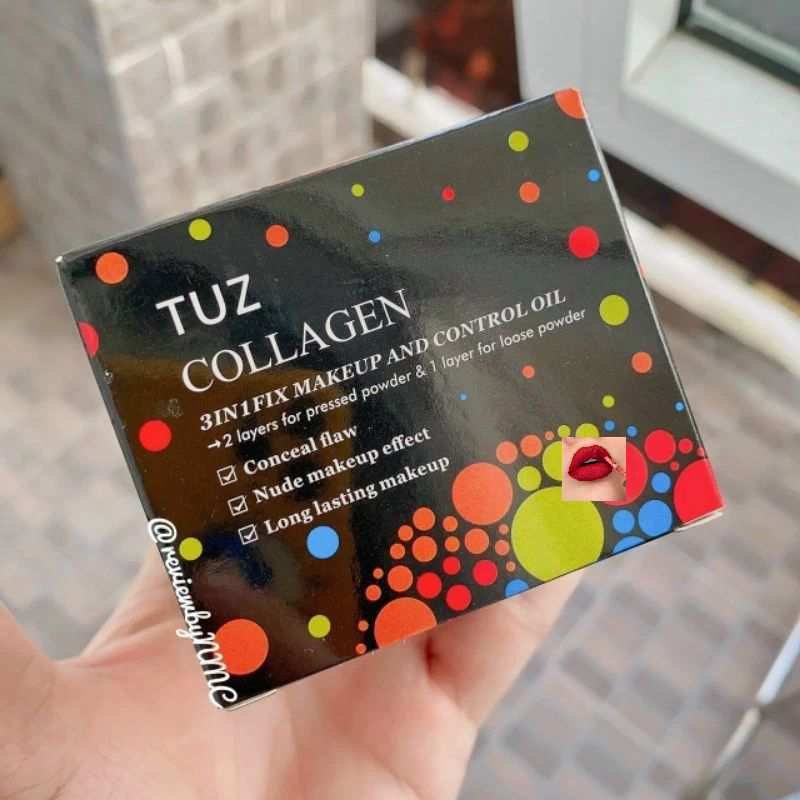 TUZ
COLLAGEN
3IN1FIX MAKEUP AND CONTROL OIL
→2 layers for pressed powder & 1 layer for loose powder
☑ Conceal flaw
☑ Nude makeup effect
☑ Long lasting makeup
@reviewbyNMC